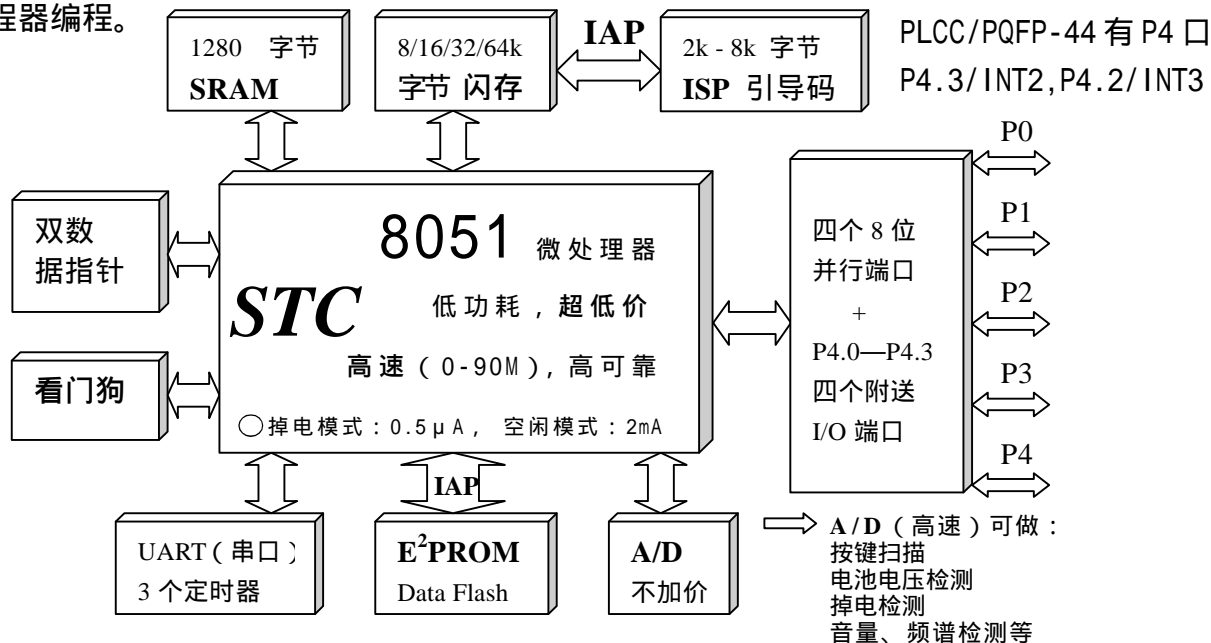 程器编程。
1280 字节
SRAM
8/16/32/64k
字节 闪存
IAP
2k - 8k 字节
ISP 引导码
PLCC/PQFP-44 有 P4 口
P4.3/INT2,P4.2/INT3
双数
据指针
看门狗
8051 微处理器
STC
低功耗，超低价
高速（0-90M），高可靠
○掉电模式：0.5μA， 空闲模式：2mA
四个 8 位
并行端口
+
P4.0—P4.3
四个附送
I/O 端口
P0
P1
P2
P3
P4
UART（串口）
3 个定时器
IAP
E²PROM
Data Flash
A/D
不加价
A/D（高速）可做：
按键扫描
电池电压检测
掉电检测
音量、频谱检测等